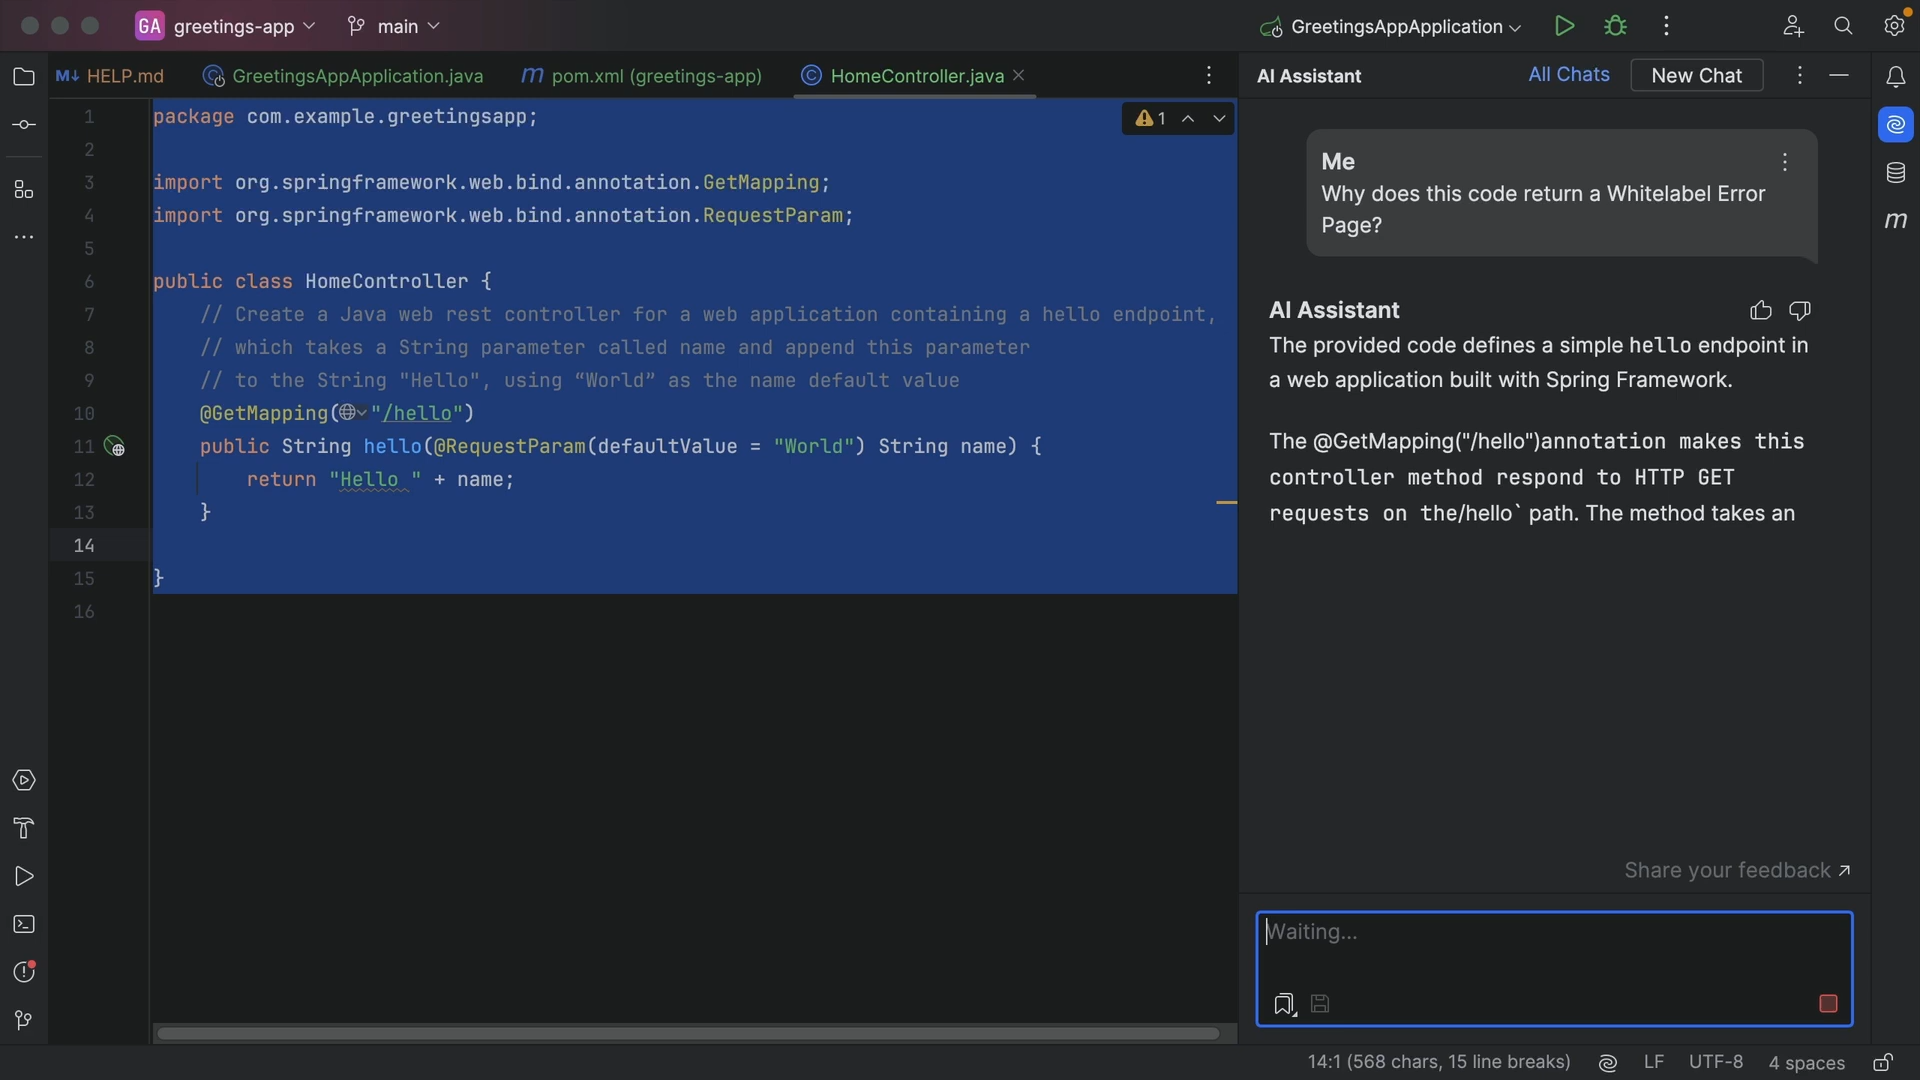 GA greetings-app main GreetingsAppApplication
M↓ HELP.md GreetingsAppApplication.java m pom.xml (greetings-app) HomeController.java
1 package com.example.greetingsapp;
2
3 import org.springframework.web.bind.annotation.GetMapping;
4 import org.springframework.web.bind.annotation.RequestParam;
5
6 public class HomeController {
7 // Create a Java web rest controller for a web application containing a hello endpoint,
8 // which takes a String parameter called name and append this parameter
9 // to the String "Hello", using “World” as the name default value
10 @GetMapping("/hello")
11 public String hello(@RequestParam(defaultValue = "World") String name) {
12 return "Hello " + name;
13 }
14
15 }
16
1
AI Assistant All Chats New Chat
Me
Why does this code return a Whitelabel Error
Page?
AI Assistant
The provided code defines a simple hello endpoint in
a web application built with Spring Framework.
The @GetMapping("/hello")annotation makes this
controller method respond to HTTP GET
requests on the/hello` path. The method takes an
Share your feedback ↗
Waiting...
m
14:1 (568 chars, 15 line breaks) LF UTF-8 4 spaces